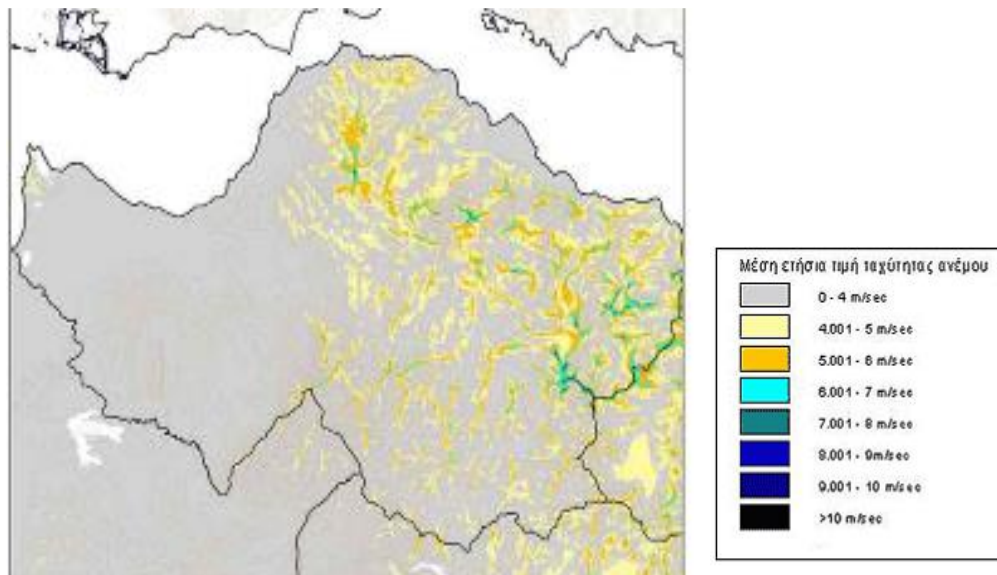 Μέση ετήσια τιμή ταχύτητας ανέμου
0 - 4 m/sec
4.001 - 5 m/sec
5.001 - 6 m/sec
6.001 - 7 m/sec
7.001 - 8 m/sec
8.001 - 9m/sec
9.001 - 10 m/sec
>10 m/sec